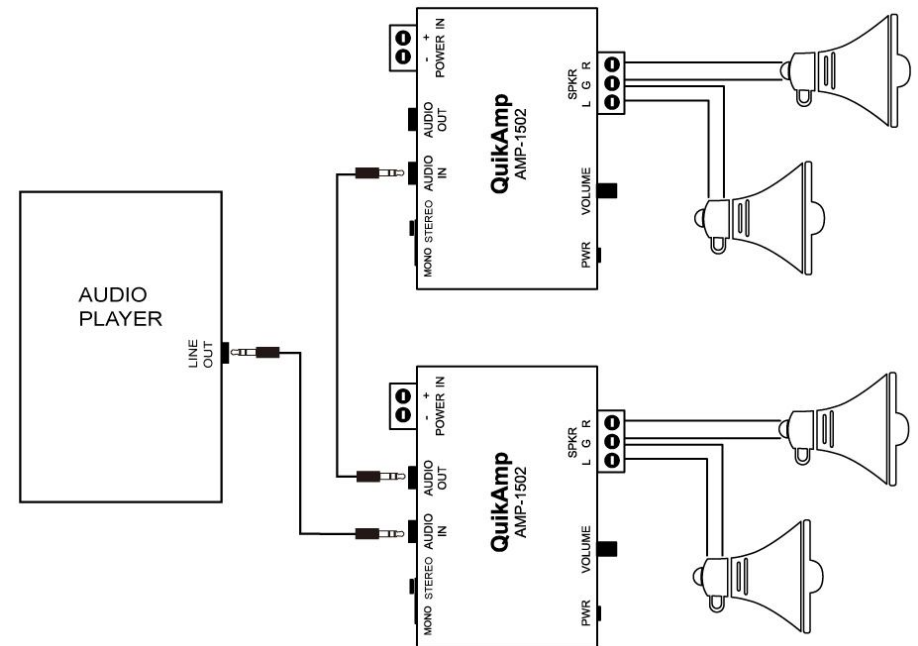 AUDIO
PLAYER
LINE
OUT
+
-
POWER IN
AUDIO
OUT
AUDIO
IN
MONO STEREO
QuikAmp
AMP-1502
SPKR
L G R
VOLUME
PWR
+
-
POWER IN
AUDIO
OUT
AUDIO
IN
MONO STEREO
QuikAmp
AMP-1502
SPKR
L G R
VOLUME
PWR